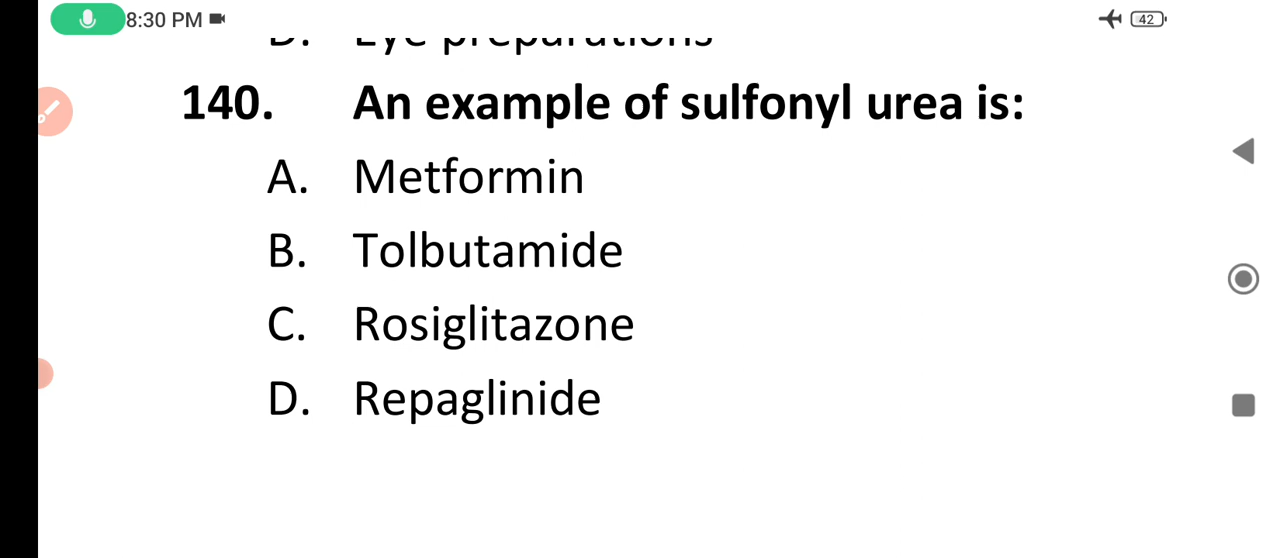 8:30 PM
42
140. An example of sulfonyl urea is:
A. Metformin
B. Tolbutamide
C. Rosiglitazone
D. Repaglinide